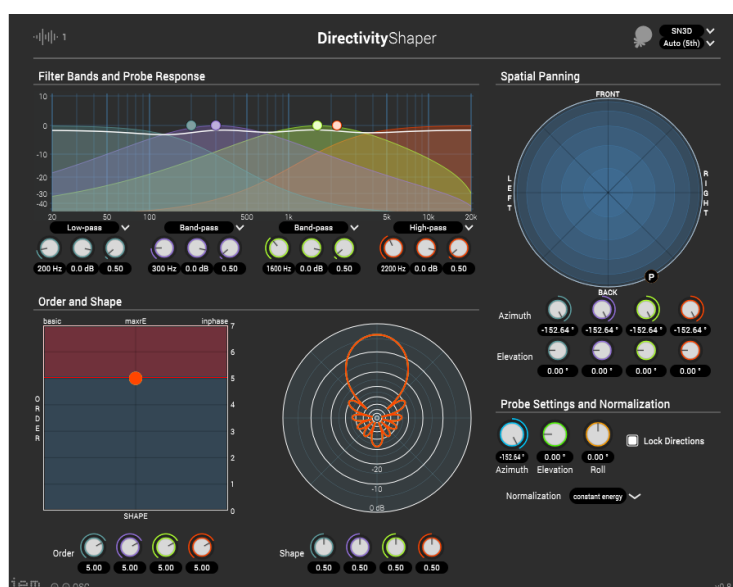 1
DirectivityShaper
SN3D
Auto (5th)
Filter Bands and Probe Response
10
0
-10
-20
-30
-40
20 50 100 500 1k 5k 10k 20k
Low-pass Band-pass Band-pass High-pass
200 Hz 0.0 dB 0.50 300 Hz 0.0 dB 0.50 1600 Hz 0.0 dB 0.50 2200 Hz 0.0 dB 0.50
Spatial Panning
FRONT
LEFT
RIGHT
P
BACK
Azimuth
-152.64 ° -152.64 ° -152.64 ° -152.64 °
Elevation
0.00 ° 0.00 ° 0.00 ° 0.00 °
Order and Shape
basic maxrE inphase
7
6
5
4
3
2
1
0
ORDER
SHAPE
-20
-10
0 dB
Order
5.00 5.00 5.00 5.00
Shape
0.50 0.50 0.50 0.50
Probe Settings and Normalization
-152.64 ° 0.00 ° 0.00 °
Azimuth Elevation Roll
Lock Directions
Normalization constant energy